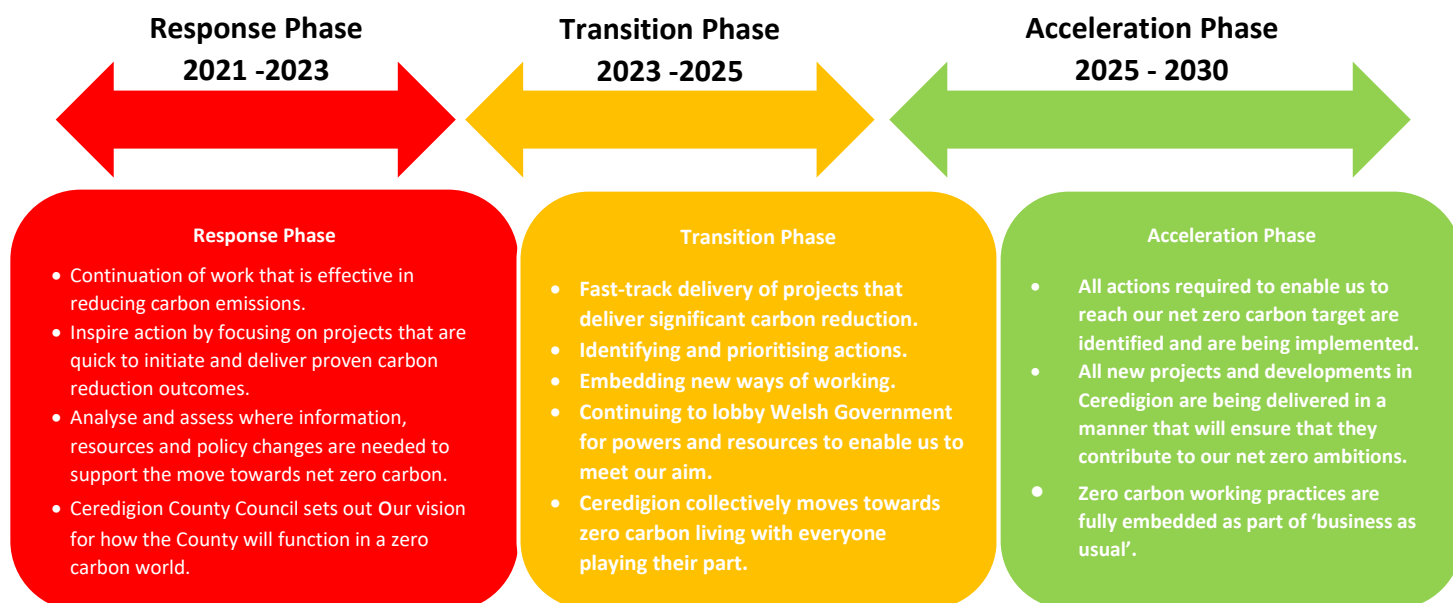 Response Phase
2021 -2023
Transition Phase
2023 -2025
Acceleration Phase
2025 - 2030
Response Phase
• Continuation of work that is effective in
reducing carbon emissions.
• Inspire action by focusing on projects that are
quick to initiate and deliver proven carbon
reduction outcomes.
• Analyse and assess where information,
resources and policy changes are needed to
support the move towards net zero carbon.
• Ceredigion County Council sets out Our vision
for how the County will function in a zero
carbon world.
Transition Phase
• Fast-track delivery of projects that
deliver significant carbon reduction.
• Identifying and prioritising actions.
• Embedding new ways of working.
• Continuing to lobby Welsh Government
for powers and resources to enable us to
meet our aim.
• Ceredigion collectively moves towards
zero carbon living with everyone
playing their part.
Acceleration Phase
• All actions required to enable us to
reach our net zero carbon target are
identified and are being implemented.
• All new projects and developments in
Ceredigion are being delivered in a
manner that will ensure that they
contribute to our net zero ambitions.
• Zero carbon working practices are
fully embedded as part of ‘business as
usual’.